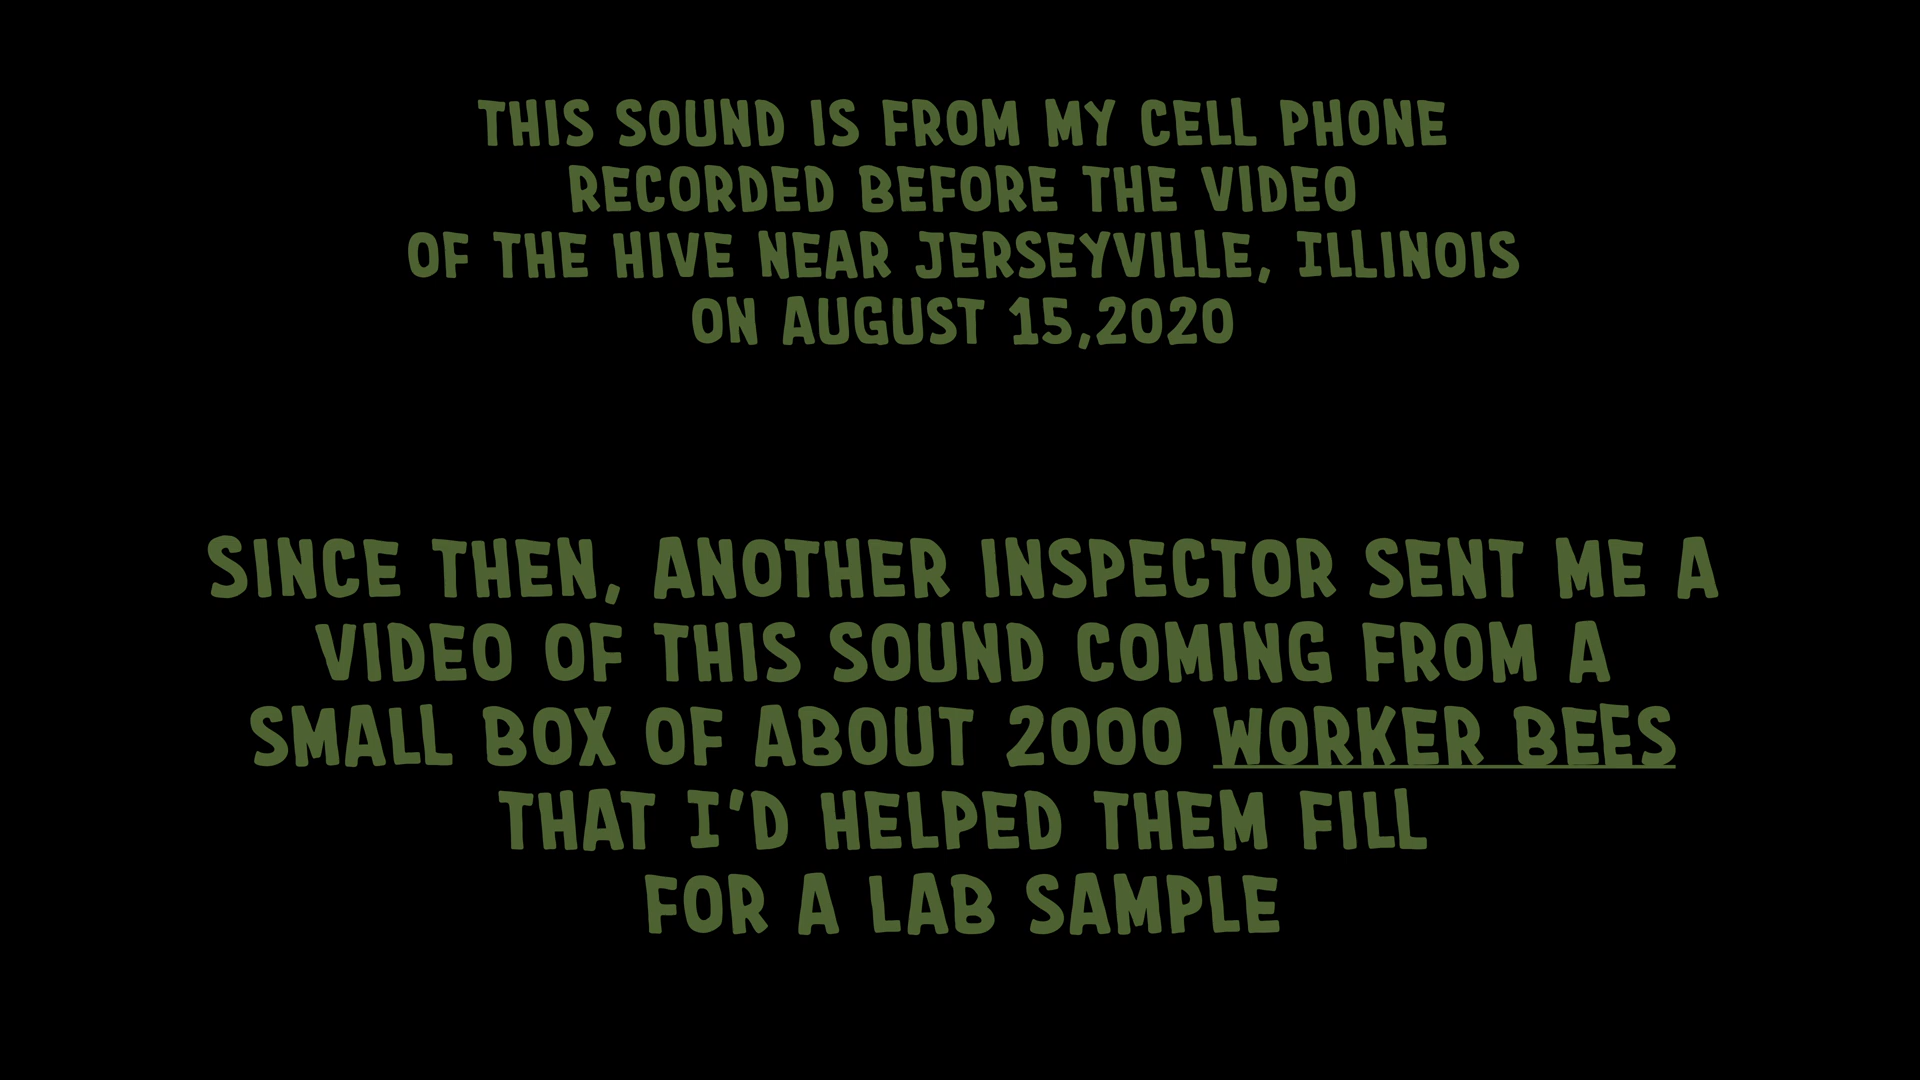 THIS SOUND IS FROM MY CELL PHONE
RECORDED BEFORE THE VIDEO
OF THE HIVE NEAR JERSEYVILLE, ILLINOIS
ON AUGUST 15,2020
SINCE THEN, ANOTHER INSPECTOR SENT ME A
VIDEO OF THIS SOUND COMING FROM A
SMALL BOX OF ABOUT 2000 WORKER BEES
THAT I'D HELPED THEM FILL
FOR A LAB SAMPLE